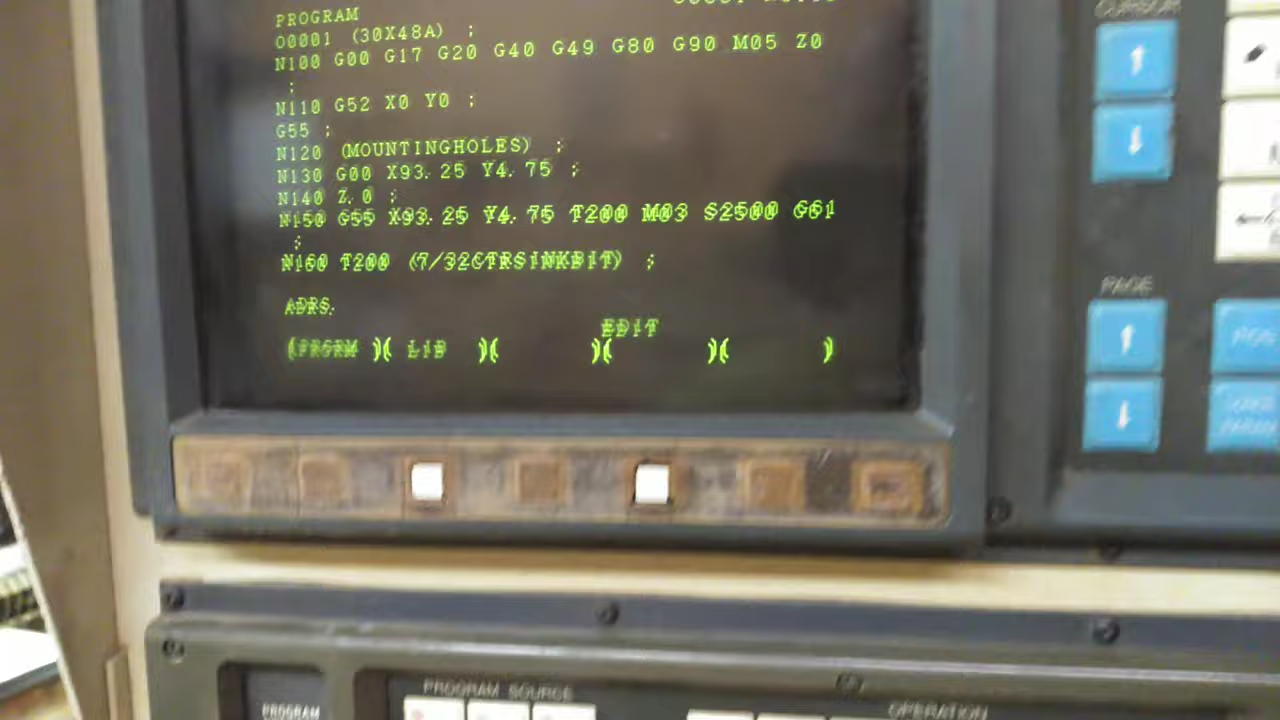 PROGRAM
O0001 (30X48A) ;
N100 G00 G17 G20 G40 G49 G80 G90 M05 Z0
;
N110 G52 X0 Y0 ;
G55 ;
N120 (MOUNTINGHOLES) ;
N130 G00 X93.25 Y4.75 ;
N140 Z.0 ;
N150 G55 X93.25 Y4.75 T200 M03 S2500 G61
;
N160 T200 (7/32CTRSINKBIT) ;
ADRS.
EDIT
(PRGRM )( LIB )( )( )( )
CURSOR
↑
↓
PAGE
↑
POS
↓
PROGRAM SOURCE
OPERATION
PROGRAM